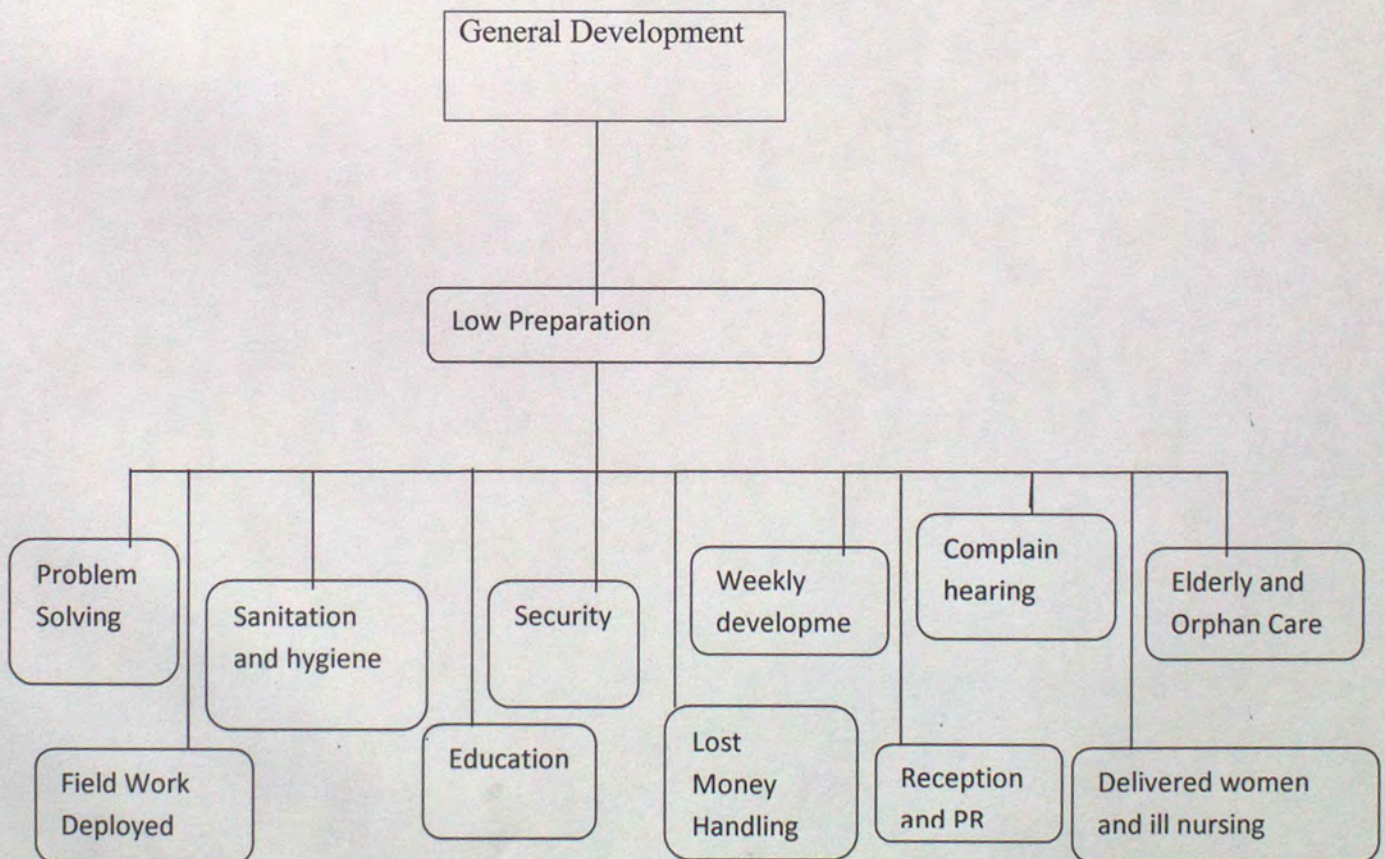 General Development
Low Preparation
Problem
Solving
Field Work
Deployed
Sanitation
and hygiene
Education
Security
Lost
Money
Handling
Weekly
developme
Reception
and PR
Complain
hearing
Delivered women
and ill nursing
Elderly and
Orphan Care